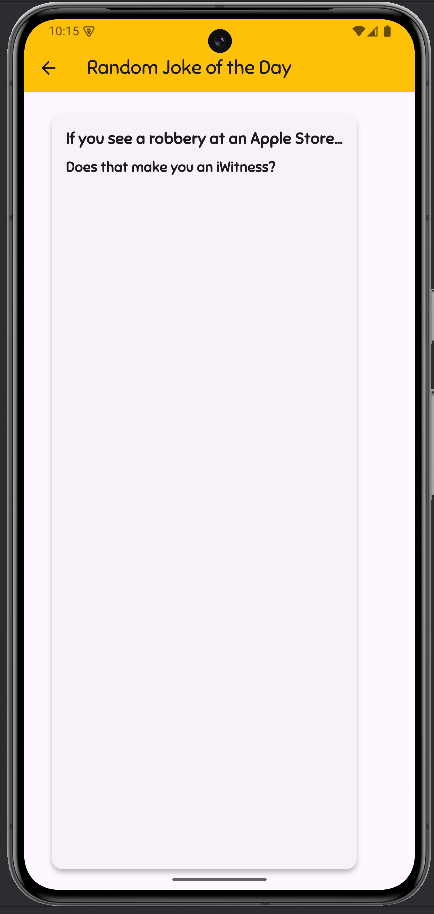 10:15
Random Joke of the Day
If you see a robbery at an Apple Store...
Does that make you an iWitness?